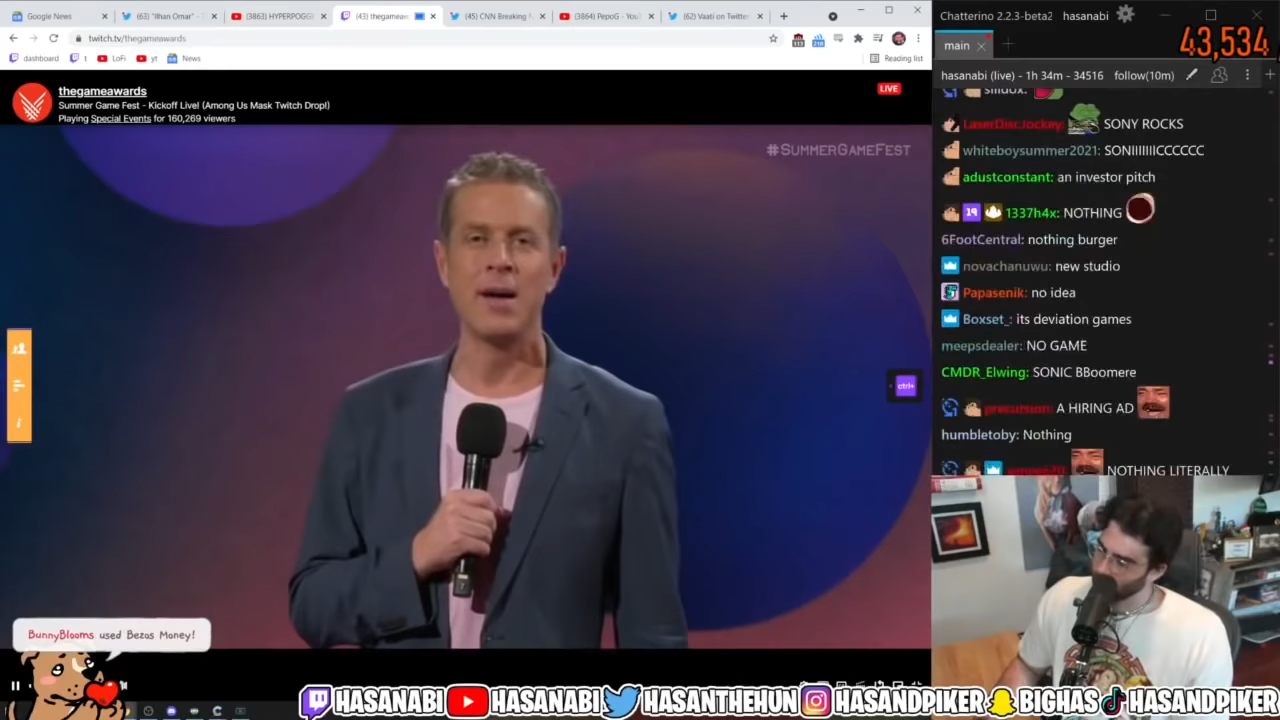 Google News
(63) "Ilhan Omar" -
(3863) HYPERPOGG
(43) thegameaw
(45) CNN Breaking N
(3864) PepoG - You
(62) Vaati on Twitter
twitch.tv/thegameawards
dashboard
t
LoFi
yt
News
Reading list
thegameawards
Summer Game Fest - Kickoff Live! (Among Us Mask Twitch Drop!)
Playing Special Events for 160,269 viewers
LIVE
#SUMMERGAMEFEST
ctrl+
BunnyBlooms used Bezos Money!
Chatterino 2.2.3-beta2
hasanabi
main
43,534
hasanabi (live) - 1h 34m - 34516
follow(10m)
LaserDiscJockey: SONY ROCKS
whiteboysummer2021: SONIIIIIICCCCCC
adustconstant: an investor pitch
19 1337h4x: NOTHING
6FootCentral: nothing burger
novachanuwu: new studio
Papasenik: no idea
Boxset_: its deviation games
meepsdealer: NO GAME
CMDR_Elwing: SONIC BBoomere
A HIRING AD
humbletoby: Nothing
NOTHING LITERALLY
HASANABI
HASANABI
HASANTHEHUN
HASANDPIKER
BIGHAS
HASANDPIKER